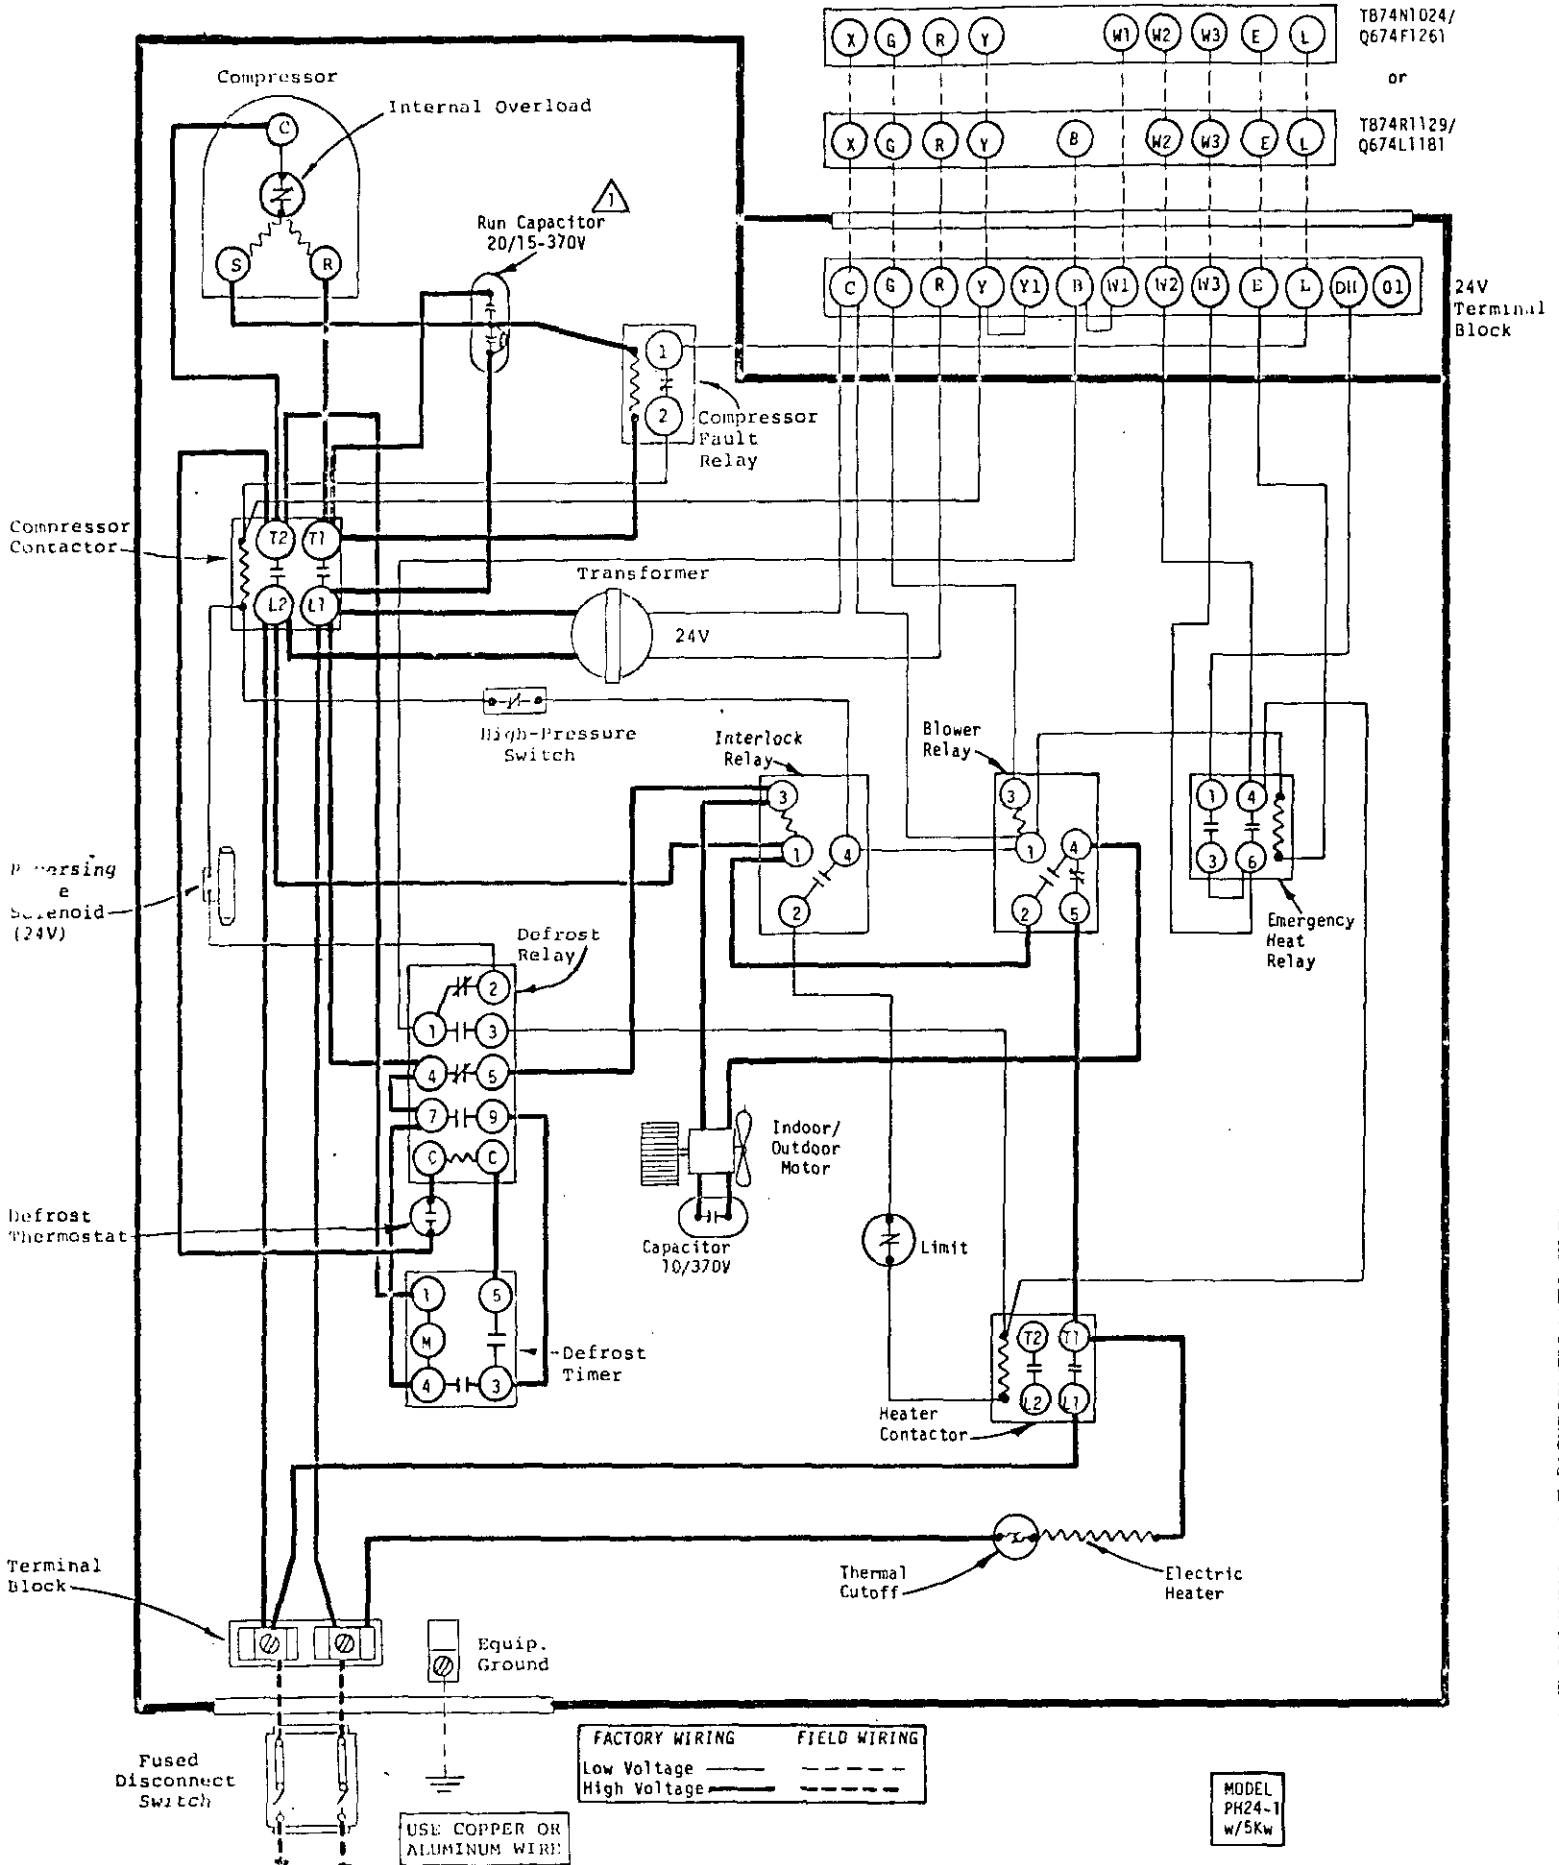 T874N1024/
Q674F1261
or
T874R1129/
Q674L1181
X G R Y W1 W2 W3 E L
X G R Y B W2 W3 E L
C G R Y Y1 B W1 W2 W3 E L
24V
Terminal
Block
Compressor
Internal Overload
C
S R
1
Run Capacitor
20/15-370V
1
2
Compressor
Fault
Relay
Compressor
Contactor
T2 T1
L2 L1
Transformer
24V
High-Pressure
Switch
Interlock
Relay
3
1 4
2
Blower
Relay
3
1 4
2 5
1 4
3 6
Emergency
Heat
Relay
Solenoid
(24V)
Defrost
Relay
2
1 3
4 5
7 9
C C
Defrost
Thermostat
Indoor/
Outdoor
Motor
Capacitor
10/370V
Limit
1 5
M
4 3
Defrost
Timer
T2 T1
L2 L1
Heater
Contactor
Thermal
Cutoff
Electric
Heater
Terminal
Block
Equip.
Ground
Fused
Disconnect
Switch
FACTORY WIRING FIELD WIRING
Low Voltage
High Voltage
USE COPPER OR
ALUMINUM WIRE
MODEL
PH24-1
w/5Kw